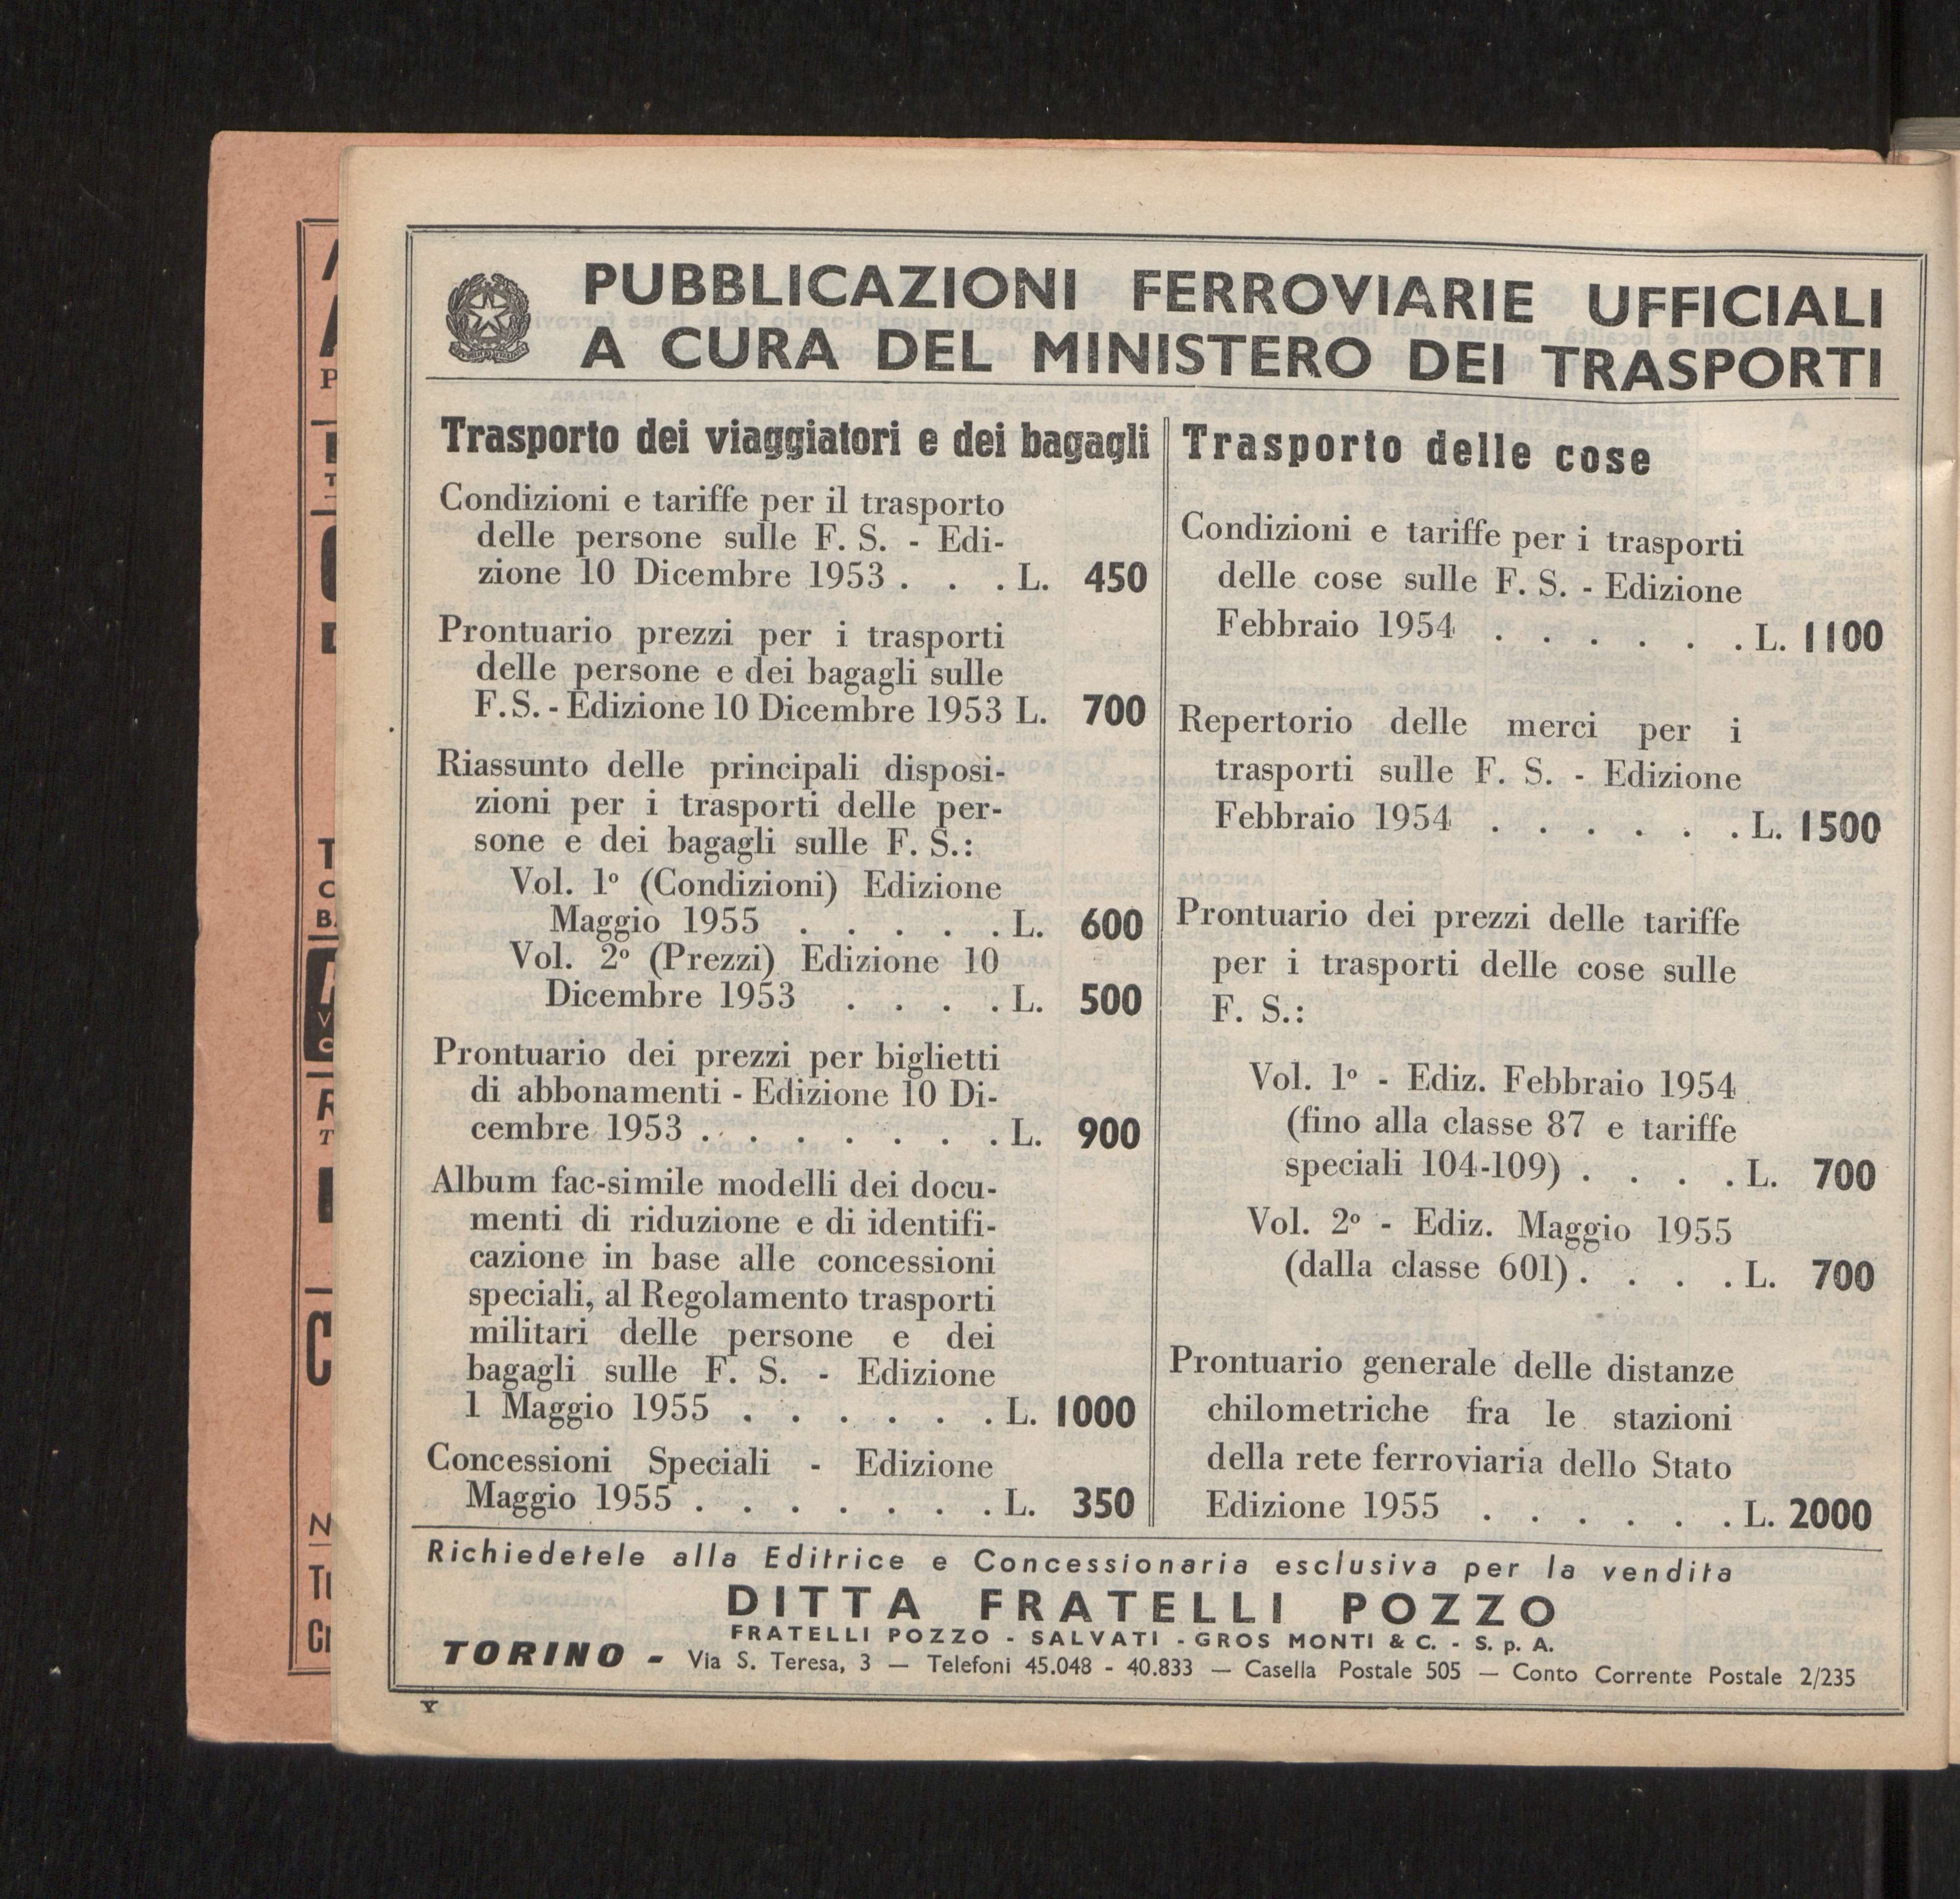 PUBBLICAZIONI FERROVIARIE UFFICIALI
A CURA DEL MINISTERO DEI TRASPORTI
Trasporto dei viaggiatori e dei bagagli
Condizioni e tariffe per il trasporto
delle persone sulle F. S. - Edi-
zione 10 Dicembre 1953 . . . L. 450
Prontuario prezzi per i trasporti
delle persone e dei bagagli sulle
F.S. - Edizione 10 Dicembre 1953 L. 700
Riassunto delle principali disposi-
zioni per i trasporti delle per-
sone e dei bagagli sulle F. S.:
Vol. 1º (Condizioni) Edizione
Maggio 1955 . . . . . L. 600
Vol. 2º (Prezzi) Edizione 10
Dicembre 1953 . . . . L. 500
Prontuario dei prezzi per biglietti
di abbonamenti - Edizione 10 Di-
cembre 1953 . . . . . . . L. 900
Album fac-simile modelli dei docu-
menti di riduzione e di identifi-
cazione in base alle concessioni
speciali, al Regolamento trasporti
militari delle persone e dei
bagagli sulle F. S. - Edizione
1 Maggio 1955 . . . . . . L. 1000
Concessioni Speciali - Edizione
Maggio 1955 . . . . . . . L. 350
Trasporto delle cose
Condizioni e tariffe per i trasporti
delle cose sulle F. S. - Edizione
Febbraio 1954 . . . . . . L. 1100
Repertorio delle merci per i
trasporti sulle F. S. - Edizione
Febbraio 1954 . . . . . . L. 1500
Prontuario dei prezzi delle tariffe
per i trasporti delle cose sulle
F. S.:
Vol. 1º - Ediz. Febbraio 1954
(fino alla classe 87 e tariffe
speciali 104-109) . . . . L. 700
Vol. 2º - Ediz. Maggio 1955
(dalla classe 601) . . . . L. 700
Prontuario generale delle distanze
chilometriche fra le stazioni
della rete ferroviaria dello Stato
Edizione 1955 . . . . . . L. 2000
Richiedetele alla Editrice e Concessionaria esclusiva per la vendita
DITTA FRATELLI POZZO
FRATELLI POZZO - SALVATI - GROS MONTI & C. - S. p. A.
TORINO - Via S. Teresa, 3 — Telefoni 45.048 - 40.833 — Casella Postale 505 — Conto Corrente Postale 2/235